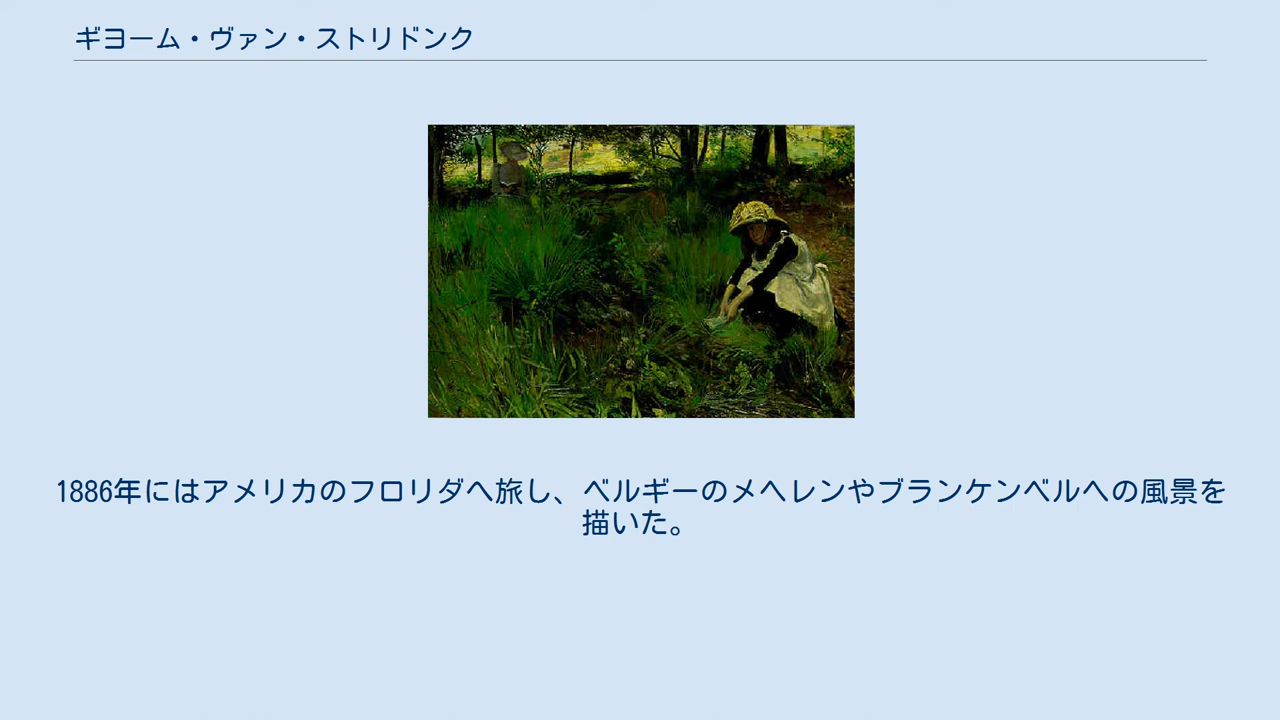 ギヨーム・ヴァン・ストリドンク
1886年にはアメリカのフロリダへ旅し、ベルギーのメヘレンやブランケンベルヘの風景を
描いた。